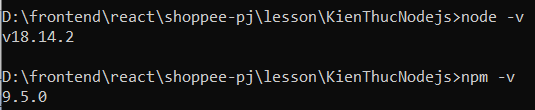 D:\frontend\react\shoppee-pj\lesson\KienThucNodejs>node -v
v18.14.2
D:\frontend\react\shoppee-pj\lesson\KienThucNodejs>npm -v
9.5.0